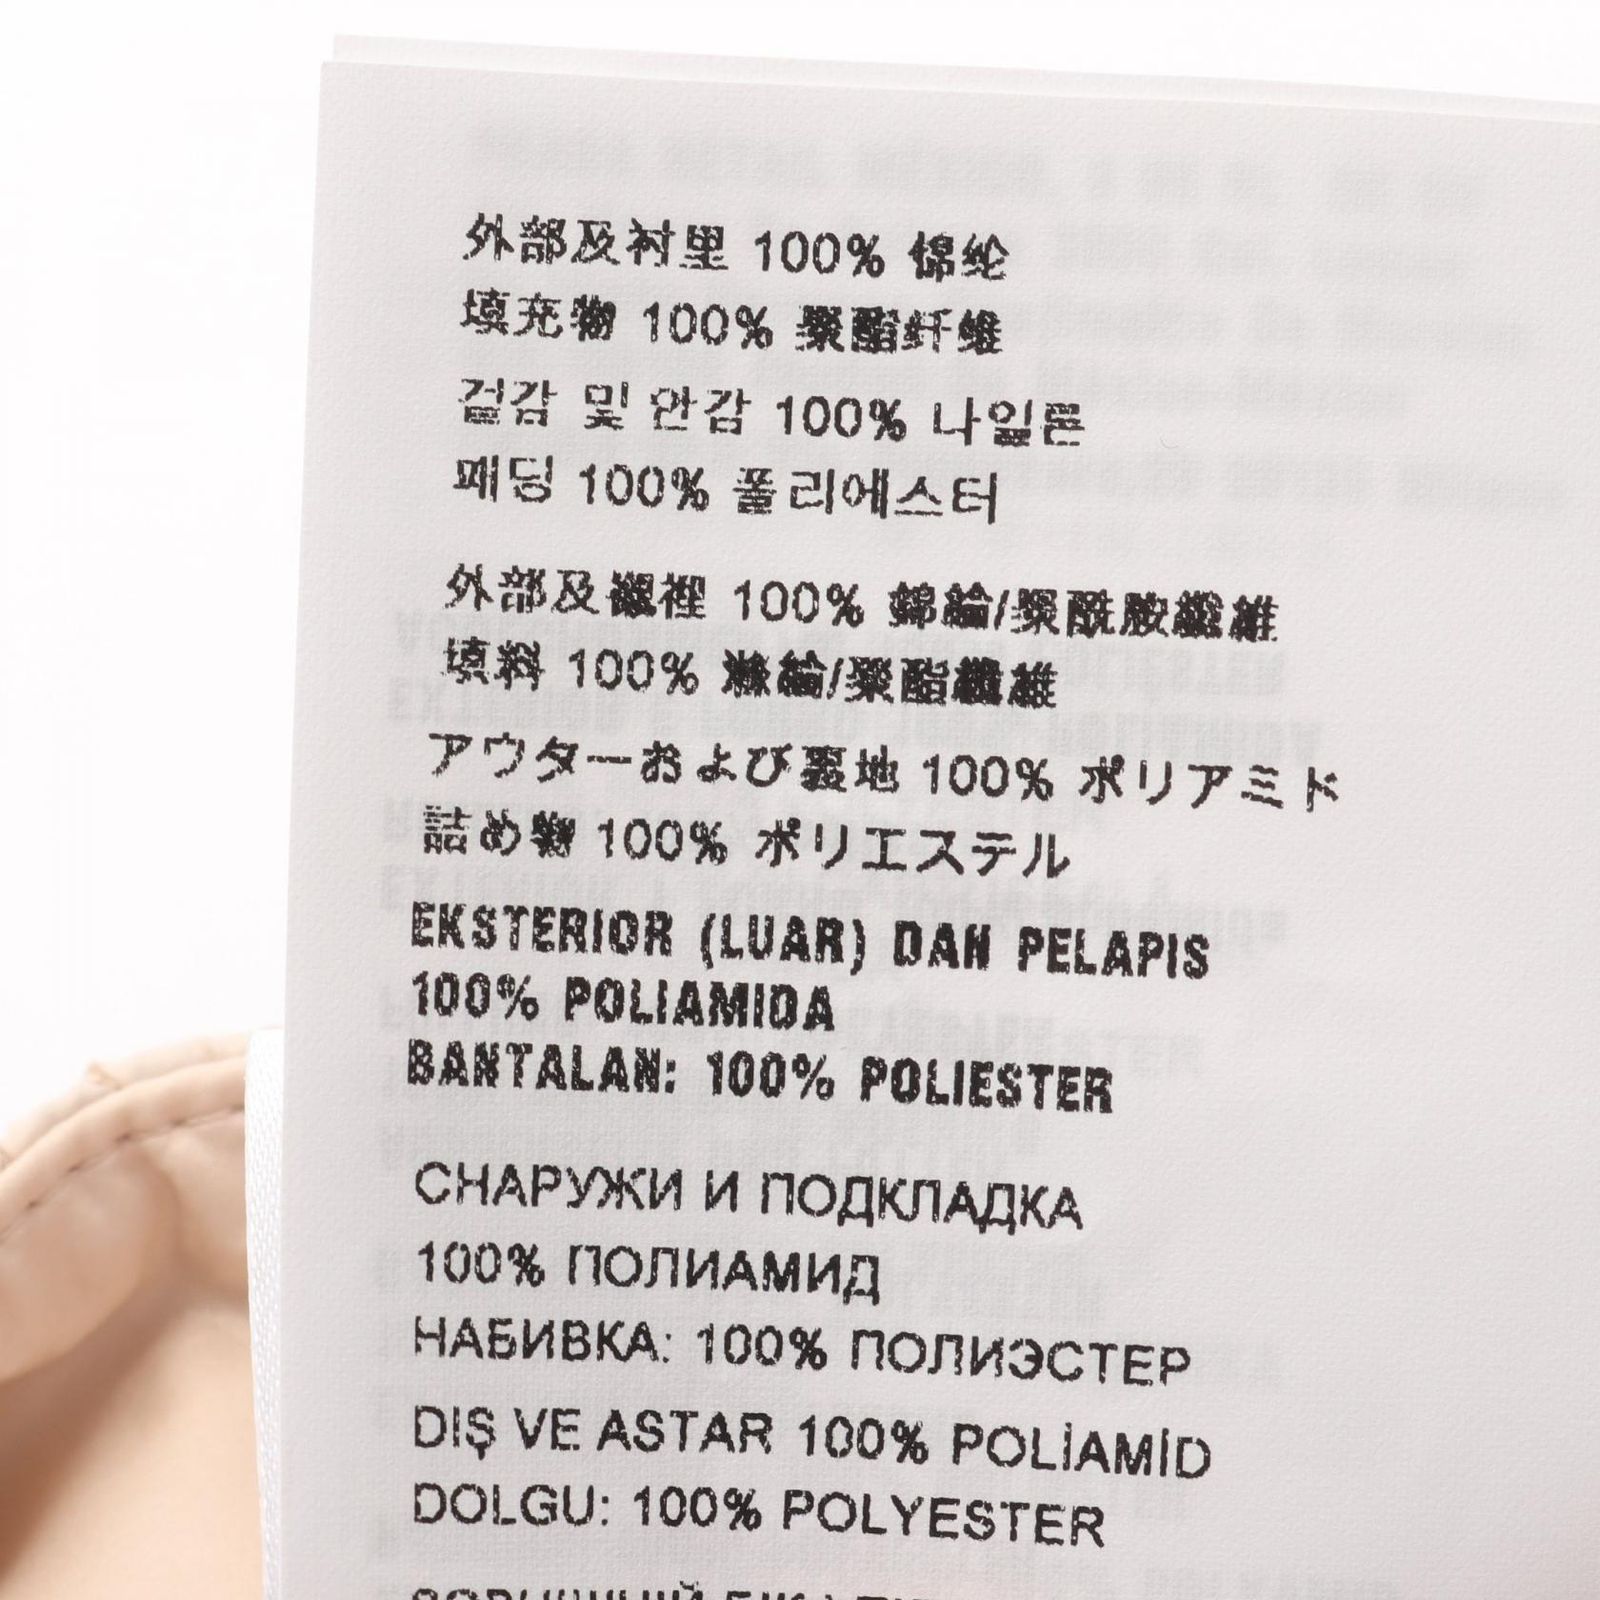 外部及衬里 100% 锦纶
填充物 100% 聚酯纤维
겉감 및 안감 100% 나일론
패딩 100% 폴리에스터
外部及襯裡 100% 錦綸/聚酰胺纖維
填料 100% 滌綸/聚酯纖維
アウターおよび裏地 100% ポリアミド
詰め物 100% ポリエステル
EKSTERIOR (LUAR) DAN PELAPIS
100% POLIAMIDA
BANTALAN: 100% POLIESTER
СНАРУЖИ И ПОДКЛАДКА
100% ПОЛИАМИД
НАБИВКА: 100% ПОЛИЭСТЕР
DIŞ VE ASTAR 100% POLİAMİD
DOLGU: 100% POLYESTER